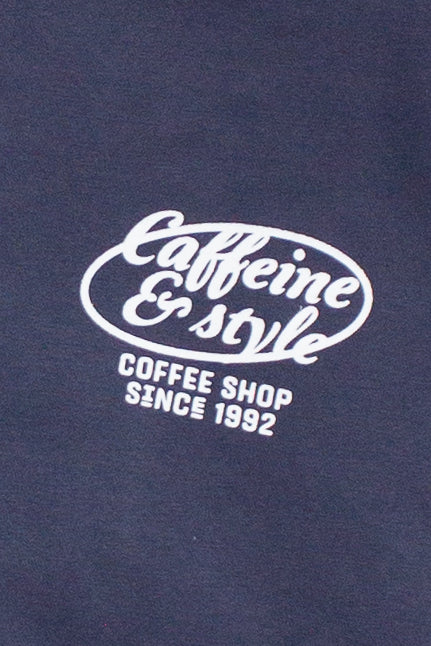 Caffeine
& style
COFFEE SHOP
SINCE 1992